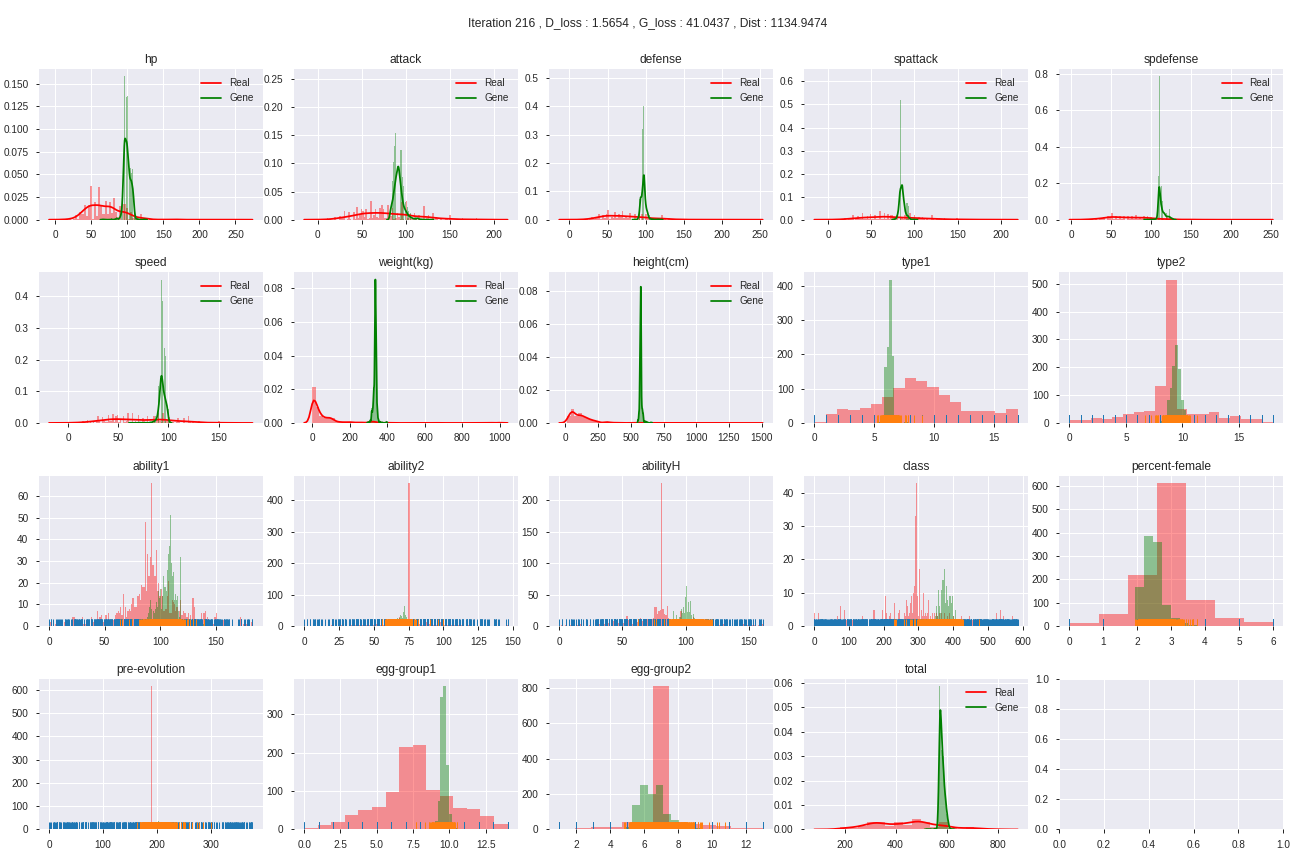 Iteration 216 , D_loss : 1.5654 , G_loss : 41.0437 , Dist : 1134.9474
hp attack defense spattack spdefense
Real Real Real Real Real
Gene Gene Gene Gene Gene
0.150 0.25 0.5 0.6 0.8
0.125 0.20 0.4 0.5 0.6
0.100 0.15 0.3 0.4 0.4
0.075 0.10 0.2 0.3 0.2
0.050 0.05 0.1 0.2 0.0
0.025 0.00 0.0 0.1
0.000 0.0
0 50 100 150 200 250 0 50 100 150 200 0 50 100 150 200 250 0 50 100 150 200 0 50 100 150 200 250
speed weight(kg) height(cm) type1 type2
Real Real Real
Gene Gene Gene
0.4 0.08 0.08 400 500
0.3 0.06 0.06 300 400
0.2 0.04 0.04 200 300
0.1 0.02 0.02 100 200
0.0 0.00 0.00 0 100
0
0 50 100 150 0 200 400 600 800 1000 0 250 500 750 1000 1250 1500 0 5 10 15 0 5 10 15
ability1 ability2 abilityH class percent-female
60 400 200 40 600
50 300 150 30 500
40 200 100 20 400
30 100 50 10 300
20 0 0 0 200
10 100
0 0
0 50 100 150 0 25 50 75 100 125 150 0 50 100 150 0 100 200 300 400 500 600 0 1 2 3 4 5 6
pre-evolution egg-group1 egg-group2 total
Real
Gene
600 300 800 0.06 1.0
500 200 600 0.05 0.8
400 100 400 0.04 0.6
300 0 200 0.03 0.4
200 0 0.02 0.2
100 0.01 0.0
0 0.00
0 100 200 300 0.0 2.5 5.0 7.5 10.0 12.5 2 4 6 8 10 12 200 400 600 800 0.0 0.2 0.4 0.6 0.8 1.0